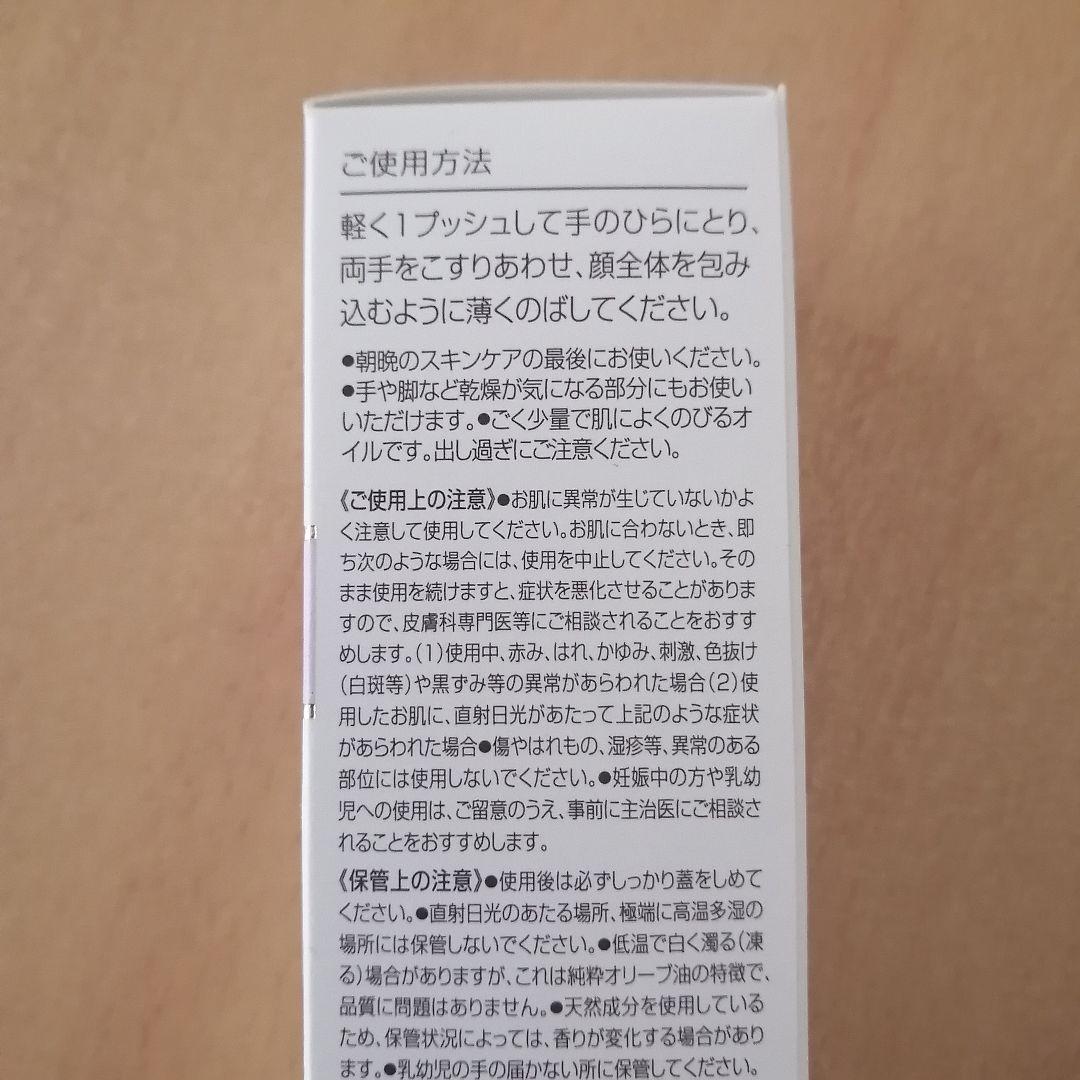 ご使用方法
軽く1プッシュして手のひらにとり、
両手をこすりあわせ、顔全体を包み
込むように薄くのばしてください。
●朝晩のスキンケアの最後にお使いください。
●手や脚など乾燥が気になる部分にもお使い
いただけます。●ごく少量で肌によくのびるオ
イルです。出し過ぎにご注意ください。
《ご使用上の注意》●お肌に異常が生じていないかよ
く注意して使用してください。お肌に合わないとき、即
ち次のような場合には、使用を中止してください。その
まま使用を続けますと、症状を悪化させることがありま
すので、皮膚科専門医等にご相談されることをおすす
めします。(1)使用中、赤み、はれ、かゆみ、刺激、色抜け
(白斑等)や黒ずみ等の異常があらわれた場合(2)使
用したお肌に、直射日光があたって上記のような症状
があらわれた場合●傷やはれもの、湿疹等、異常のある
部位には使用しないでください。●妊娠中の方や乳幼
児への使用は、ご留意のうえ、事前に主治医にご相談さ
れることをおすすめします。
《保管上の注意》●使用後は必ずしっかり蓋をしめて
ください。●直射日光のあたる場所、極端に高温多湿の
場所には保管しないでください。●低温で白く濁る(凍
る)場合がありますが、これは純粋オリーブ油の特徴で、
品質に問題はありません。●天然成分を使用している
ため、保管状況によっては、香りが変化する場合があり
ます。●乳幼児の手の届かない所に保管してください。